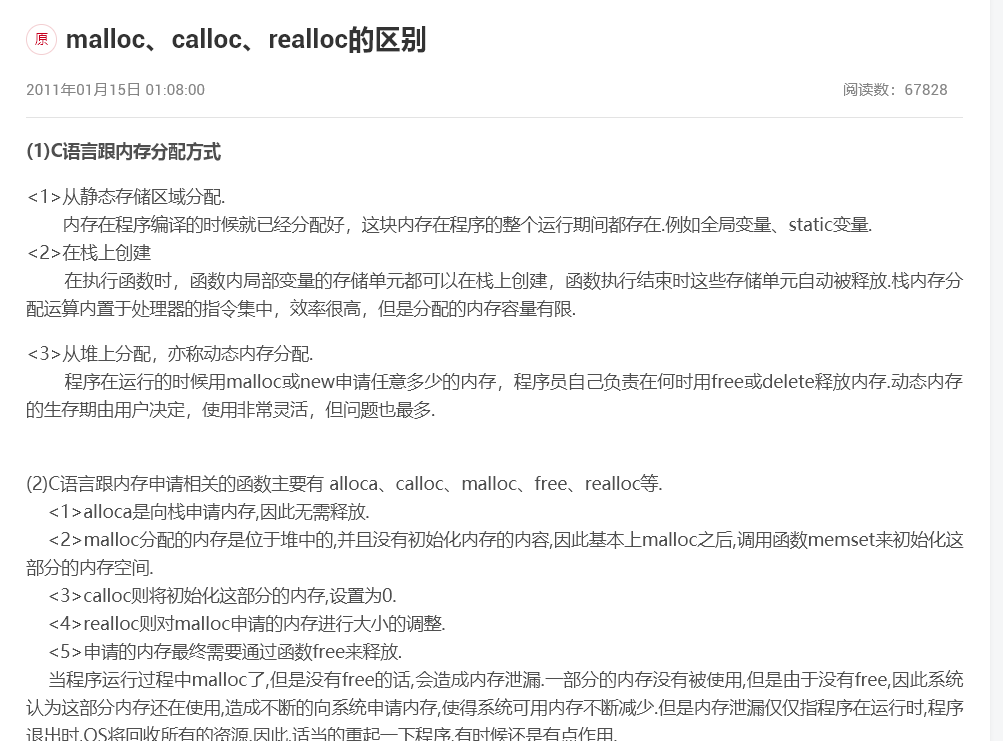 原 malloc、calloc、realloc的区别
2011年01月15日 01:08:00 阅读数：67828
(1)C语言跟内存分配方式
<1>从静态存储区域分配.
内存在程序编译的时候就已经分配好，这块内存在程序的整个运行期间都存在.例如全局变量、static变量.
<2>在栈上创建
在执行函数时，函数内局部变量的存储单元都可以在栈上创建，函数执行结束时这些存储单元自动被释放.栈内存分
配运算内置于处理器的指令集中，效率很高，但是分配的内存容量有限.
<3>从堆上分配，亦称动态内存分配.
程序在运行的时候用malloc或new申请任意多少的内存，程序员自己负责在何时用free或delete释放内存.动态内存
的生存期由用户决定，使用非常灵活，但问题也最多.
(2)C语言跟内存申请相关的函数主要有 alloca、calloc、malloc、free、realloc等.
<1>alloca是向栈申请内存,因此无需释放.
<2>malloc分配的内存是位于堆中的,并且没有初始化内存的内容,因此基本上malloc之后,调用函数memset来初始化这
部分的内存空间.
<3>calloc则将初始化这部分的内存,设置为0.
<4>realloc则对malloc申请的内存进行大小的调整.
<5>申请的内存最终需要通过函数free来释放.
当程序运行过程中malloc了,但是没有free的话,会造成内存泄漏.一部分的内存没有被使用,但是由于没有free,因此系统
认为这部分内存还在使用,造成不断的向系统申请内存,使得系统可用内存不断减少.但是内存泄漏仅仅指程序在运行时,程序
退出时,OS将回收所有的资源.因此,适当的重起一下程序,有时候还是有点作用.